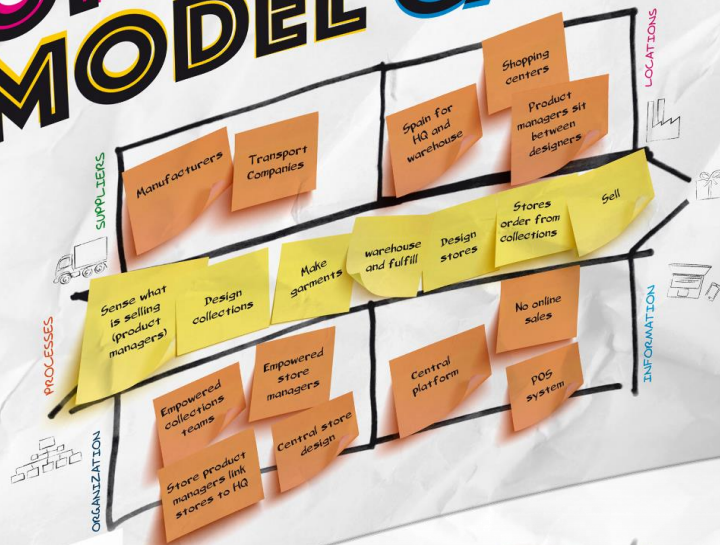 MODEL
SUPPLIERS
Manufacturers
Transport
Companies
LOCATIONS
Spain for
HQ and
warehouse
Shopping
centers
Product
managers sit
between
designers
PROCESSES
Sense what
is selling
(product
managers)
Design
collections
Make
garments
warehouse
and fulfill
Design
stores
Stores
order from
collections
Sell
ORGANIZATION
Empowered
collections
teams
Empowered
store
managers
Store product
managers link
stores to HQ
Central store
design
INFORMATION
Central
platform
No online
sales
POS
system